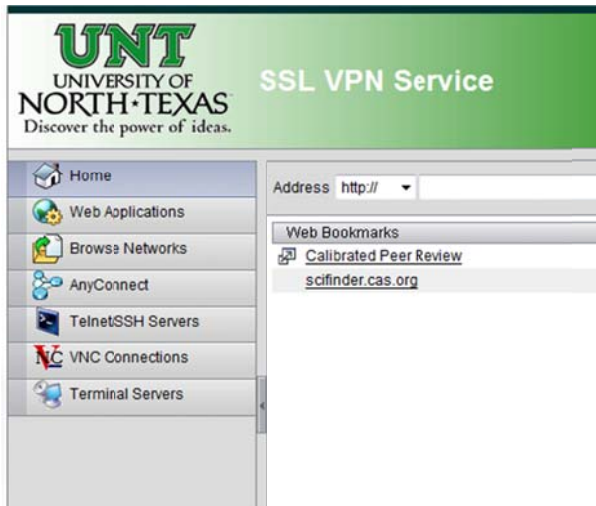 UNT
UNIVERSITY OF
NORTH★TEXAS
Discover the power of ideas.
SSL VPN Service
Home
Web Applications
Browse Networks
AnyConnect
Telnet/SSH Servers
VNC Connections
Terminal Servers
Address http://
Web Bookmarks
Calibrated Peer Review
scifinder.cas.org